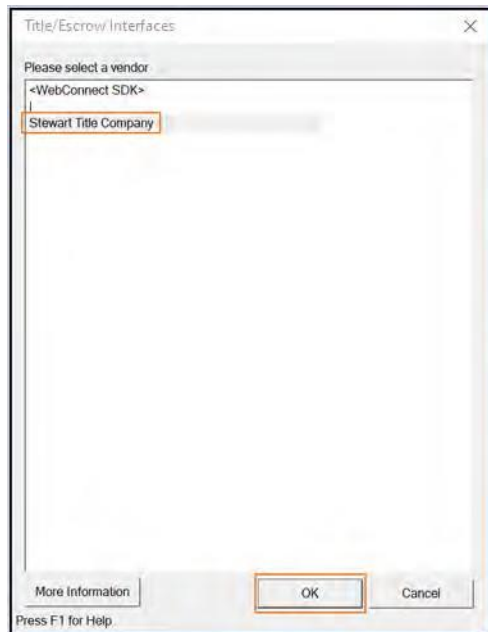 Title/Escrow Interfaces
Please select a vendor
<WebConnect SDK>
Stewart Title Company
More Information OK Cancel
Press F1 for Help